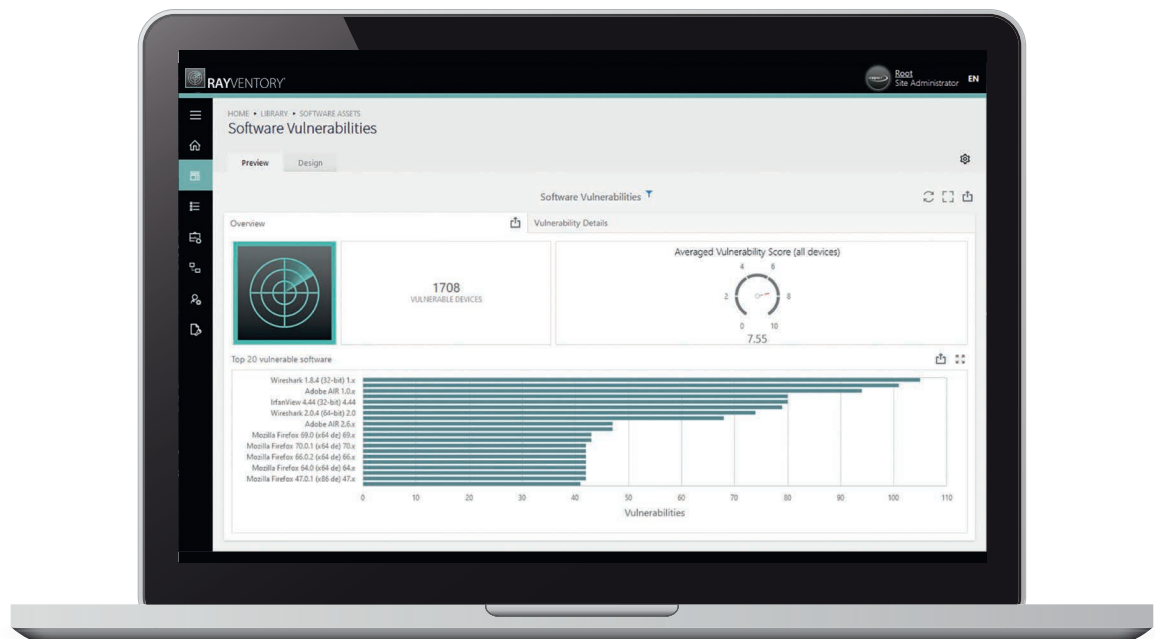 RAYVENTORY
Root
Site Administrator
EN
HOME • LIBRARY • SOFTWARE ASSETS
Software Vulnerabilities
Preview
Design
Software Vulnerabilities
Overview
Vulnerability Details
1708
VULNERABLE DEVICES
Averaged Vulnerability Score (all devices)
4 6
2 8
0 10
7.55
Top 20 vulnerable software
Wireshark 1.8.4 (32-bit) 1.x
Adobe AIR 1.0.x
IrfanView 4.44 (32-bit) 4.44
Wireshark 2.0.4 (64-bit) 2.0
Adobe AIR 2.6.x
Mozilla Firefox 69.0 (x64 de) 69.x
Mozilla Firefox 70.0.1 (x64 de) 70.x
Mozilla Firefox 66.0.2 (x64 de) 66.x
Mozilla Firefox 64.0 (x64 de) 64.x
Mozilla Firefox 47.0.1 (x86 de) 47.x
0 10 20 30 40 50 60 70 80 90 100 110
Vulnerabilities